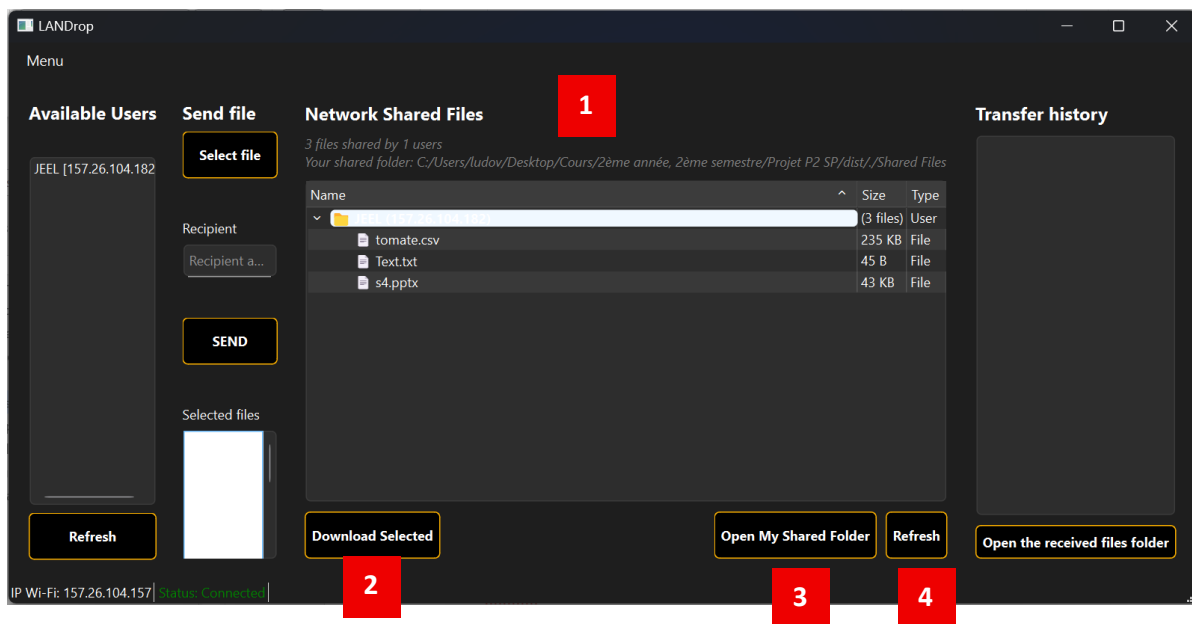 LANDrop
Menu
Available Users
JEEL [157.26.104.182
Refresh
Send file
Select file
Recipient
Recipient a...
SEND
Selected files
Network Shared Files
1
3 files shared by 1 users
Your shared folder: C:/Users/ludov/Desktop/Cours/2ème année, 2ème semestre/Projet P2 SP/dist/./Shared Files
Name Size Type
JEEL (157.26.104.182) (3 files) User
tomate.csv 235 KB File
Text.txt 45 B File
s4.pptx 43 KB File
Download Selected
Open My Shared Folder
Refresh
2
3
4
Transfer history
Open the received files folder
IP Wi-Fi: 157.26.104.157 Status: Connected